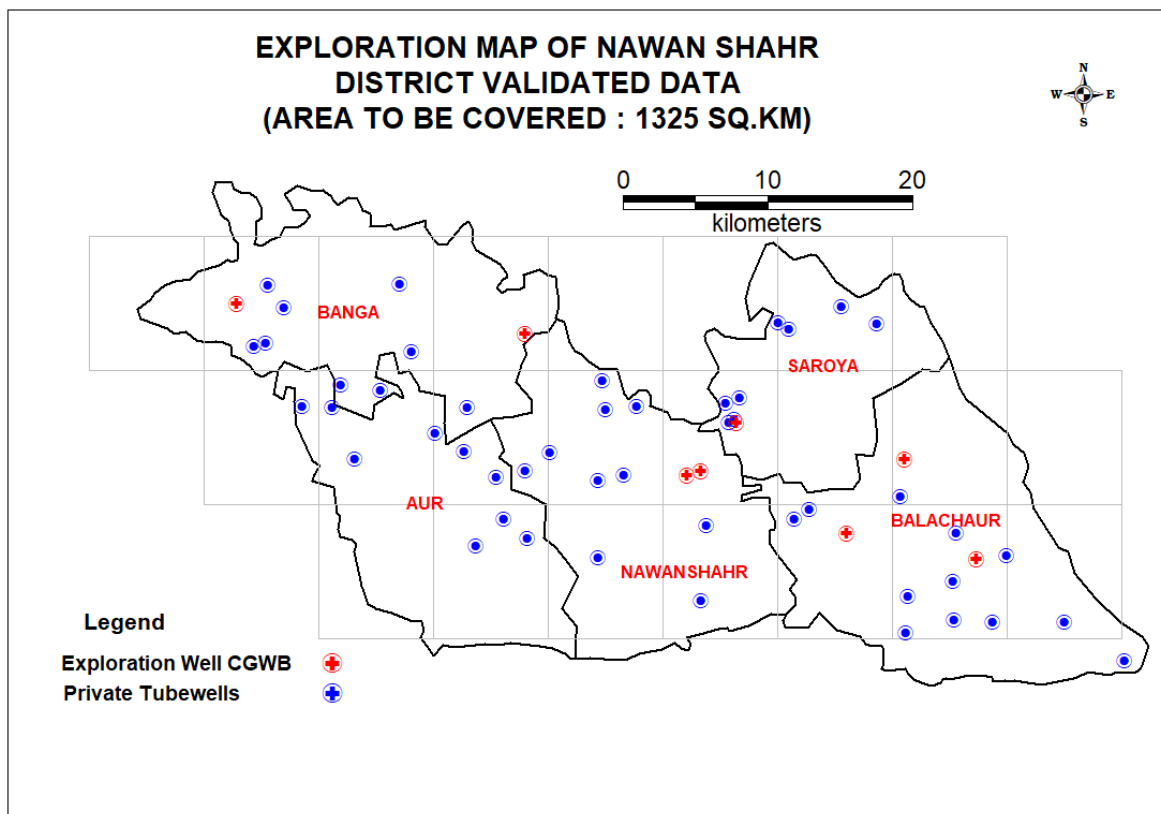 EXPLORATION MAP OF NAWAN SHAHR
DISTRICT VALIDATED DATA
(AREA TO BE COVERED : 1325 SQ.KM)
N
W E
S
0 10 20
kilometers
BANGA
SAROYA
AUR
BALACHAUR
NAWANSHAHR
Legend
Exploration Well CGWB
Private Tubewells